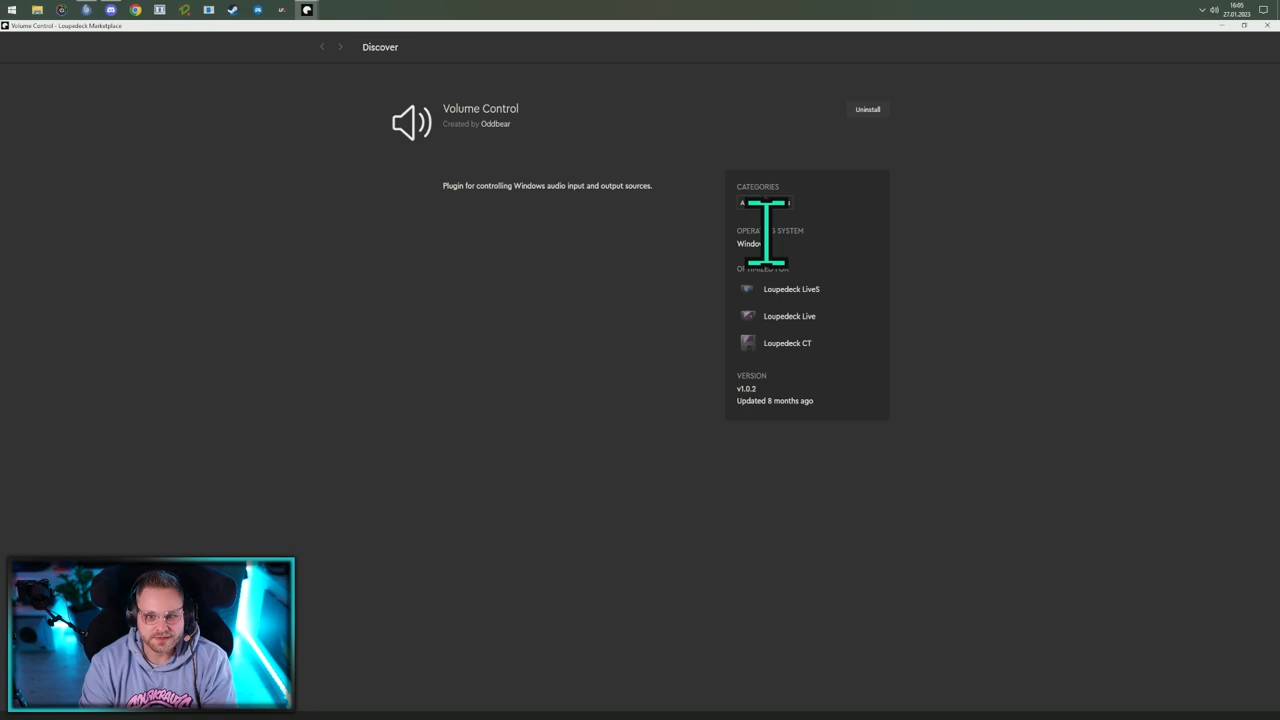 16:05
27.01.2023
Volume Control - Loupedeck Marketplace
Discover
Volume Control
Created by Oddbear
Uninstall
Plugin for controlling Windows audio input and output sources.
CATEGORIES
Loupedeck LiveS
Loupedeck Live
Loupedeck CT
VERSION
v1.0.2
Updated 8 months ago